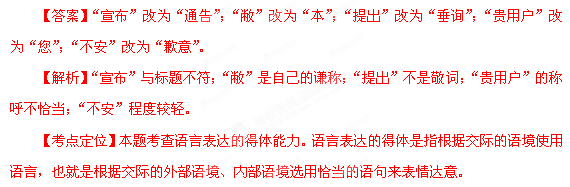 【答案】“宣布”改为“通告”；“敝”改为“本”；“提出”改为“垂词”；“贵用户”改
为“您”；“不安”改为“歉意”。
【解析】“宣布”与标题不符；“敝”是自己的谦称；“提出”不是敬词；“贵用户”的称
呼不恰当；“不安”程度较轻。
【考点定位】本题考查语言表达的得体能力。语言表达的得体是指根据交际的语境使用
语言，也就是根据交际的外部语境、内部语境选用恰当的语句来表情达意。